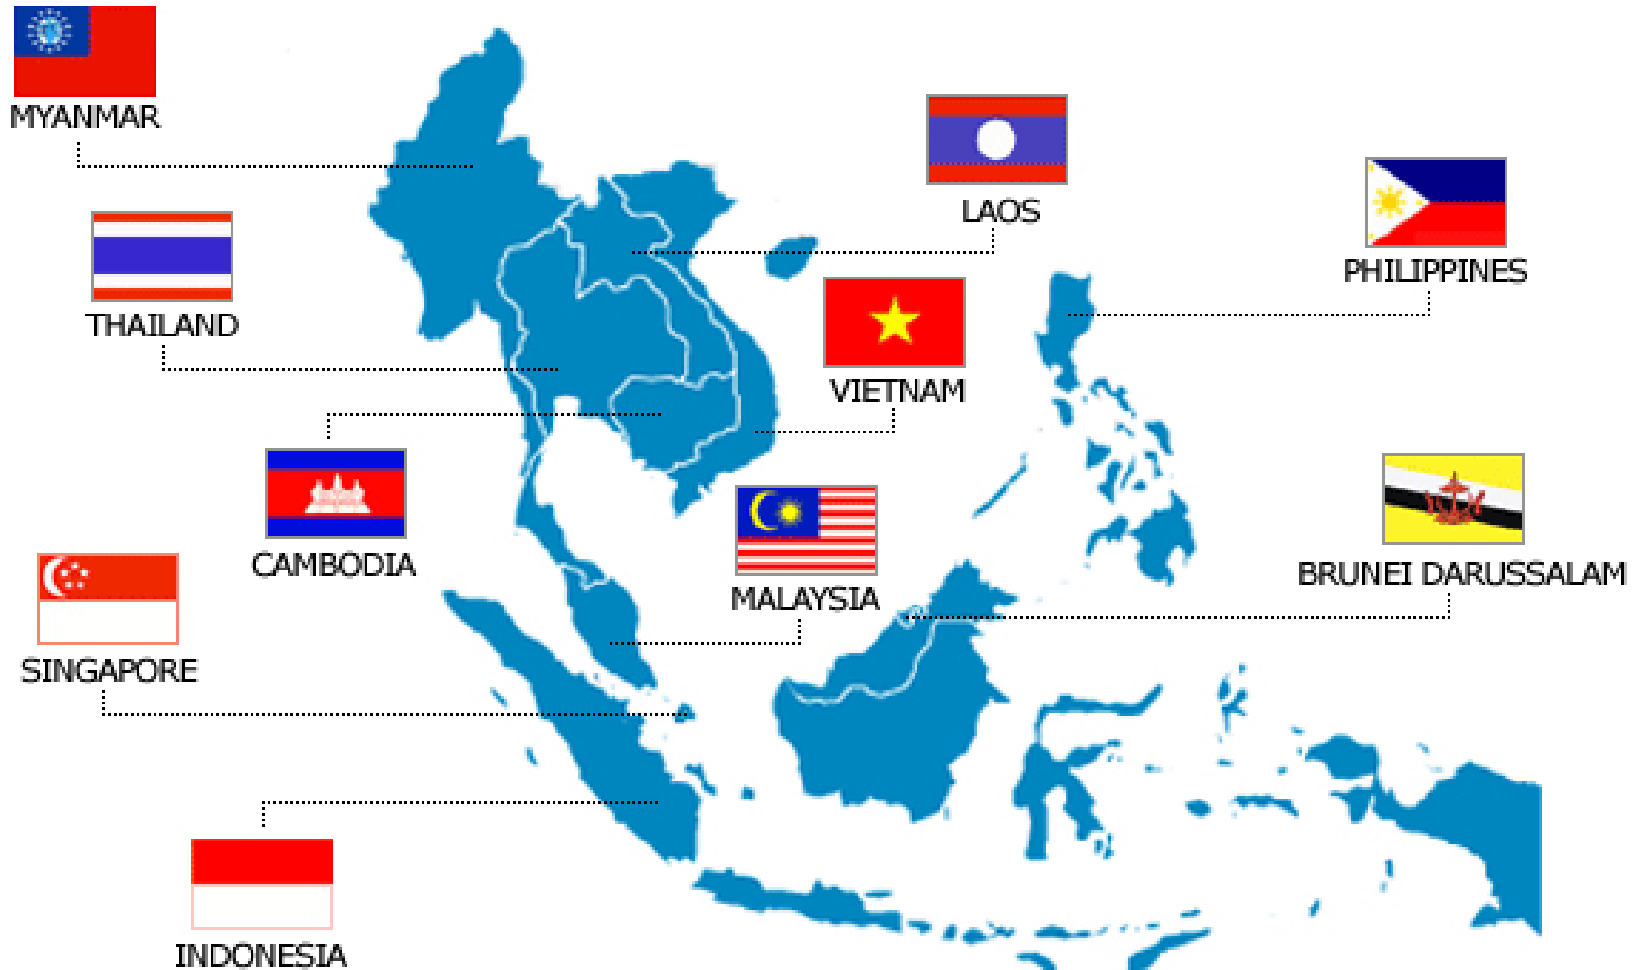 MYANMAR
LAOS
PHILIPPINES
THAILAND
VIETNAM
CAMBODIA
BRUNEI DARUSSALAM
MALAYSIA
SINGAPORE
INDONESIA